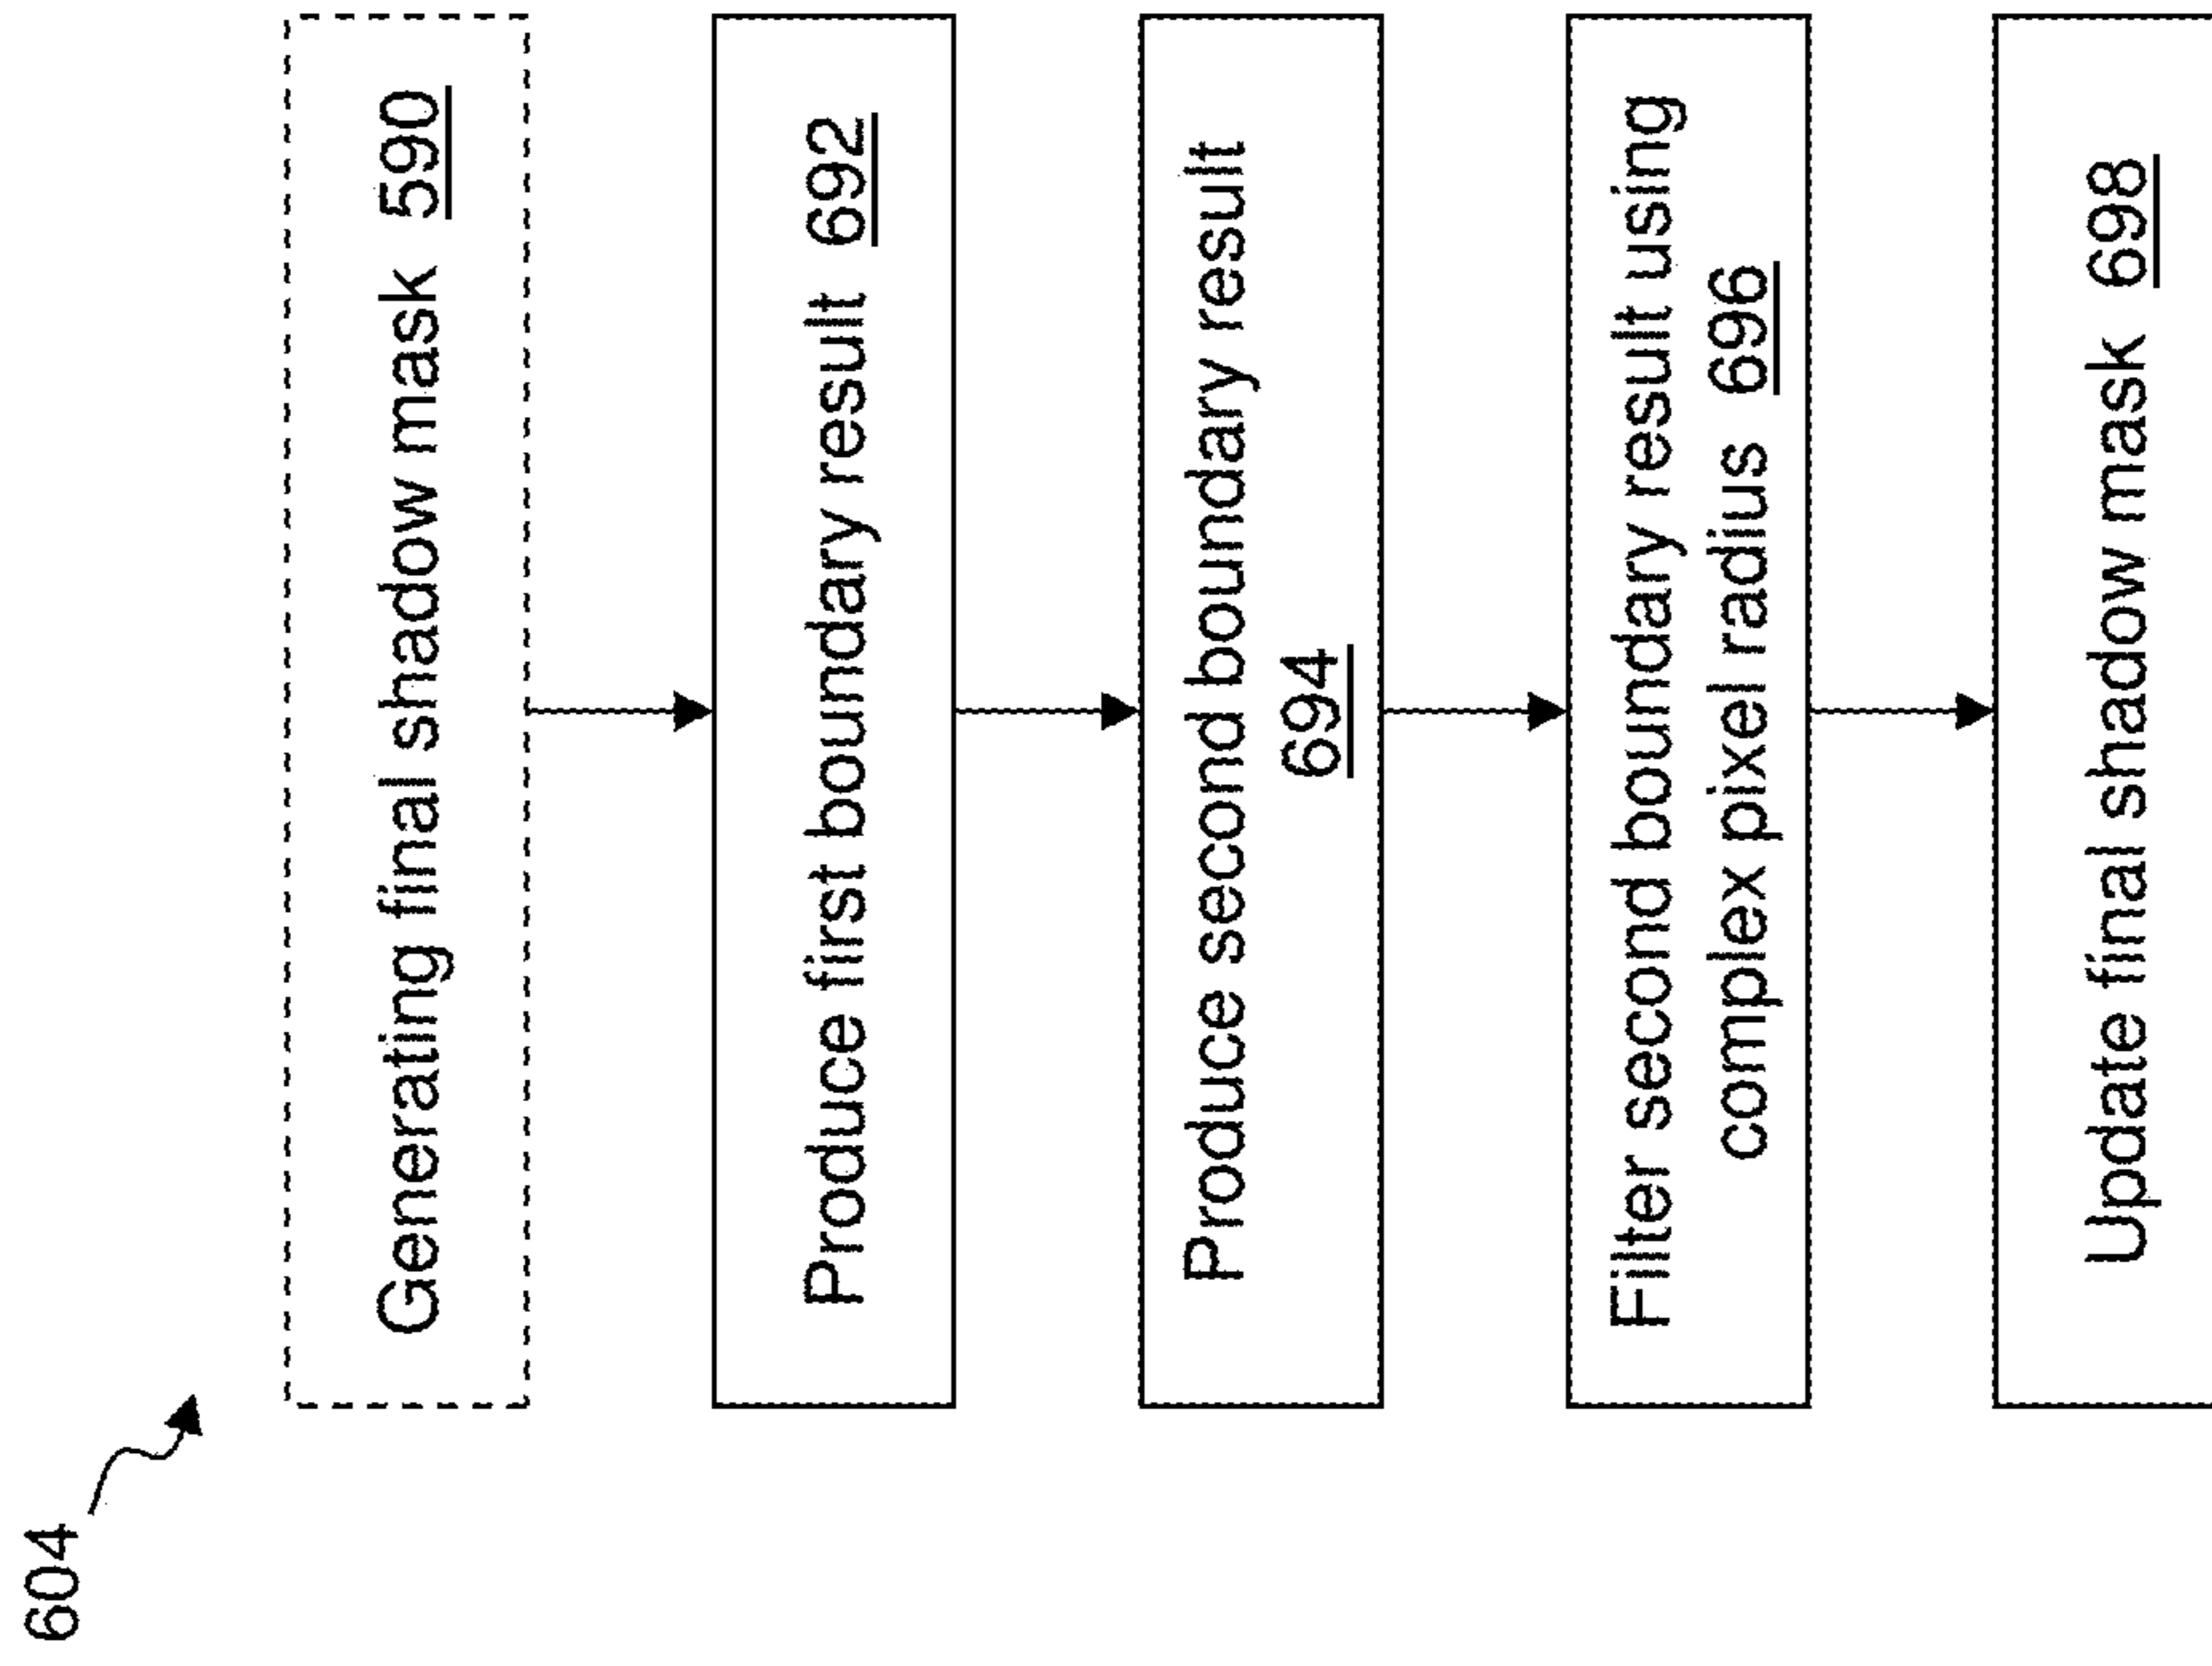 604
Generating final shadow mask 590
Produce first boundary result 692
Produce second boundary result
694
Filter second boundary result using
complex pixel radius 696
Update final shadow mask 698